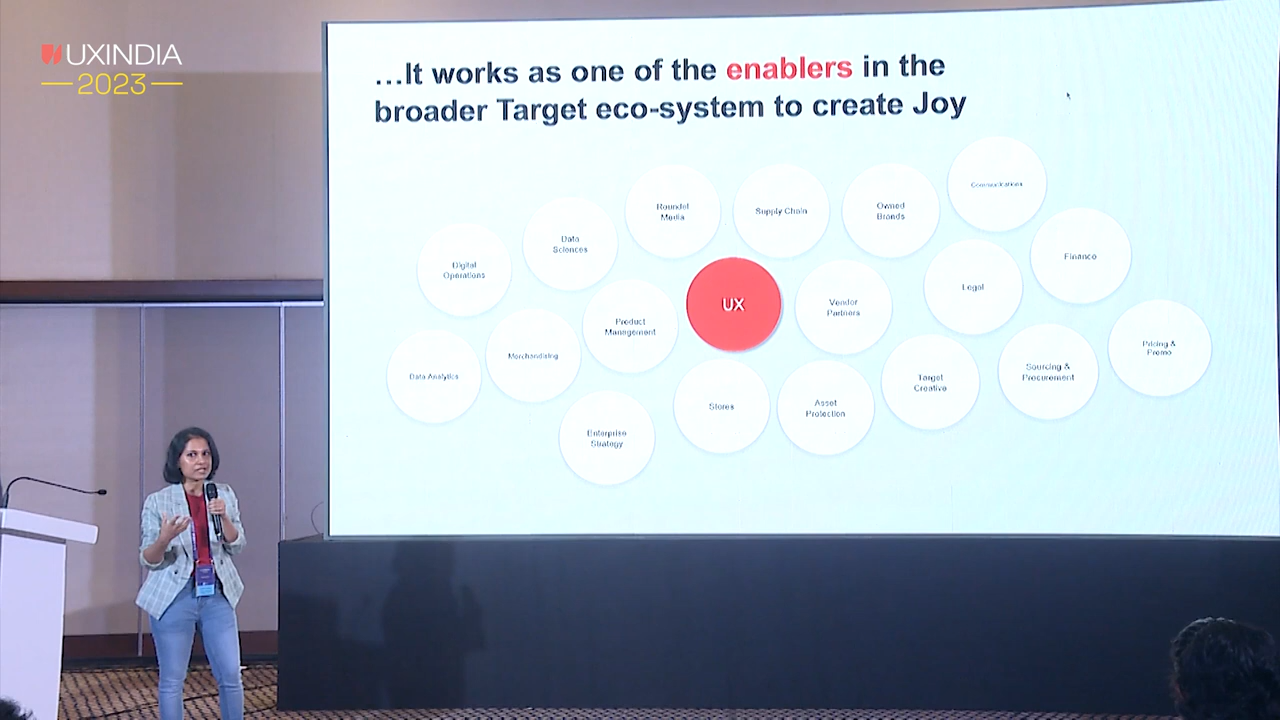 UXINDIA
2023
...It works as one of the enablers in the
broader Target eco-system to create Joy
Communications
Roundel
Media
Supply Chain
Owned
Brands
Data
Sciences
Digital
Operations
Finance
UX
Vendor
Partners
Legal
Product
Management
Merchandising
Data Analytics
Pricing &
Promo
Sourcing &
Procurement
Target
Creative
Stores
Asset
Protection
Enterprise
Strategy